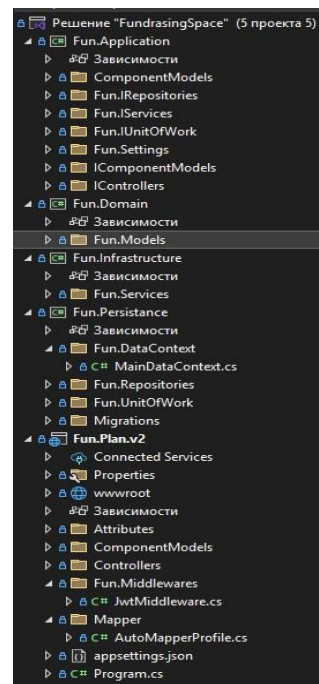 Решение "FundrasingSpace" (5 проекта 5)
C# Fun.Application
Зависимости
ComponentModels
Fun.IRepositories
Fun.IServices
Fun.IUnitOfWork
Fun.Settings
IComponentModels
IControllers
C# Fun.Domain
Зависимости
Fun.Models
C# Fun.Infrastructure
Зависимости
Fun.Services
C# Fun.Persistance
Зависимости
Fun.DataContext
C# MainDataContext.cs
Fun.Repositories
Fun.UnitOfWork
Migrations
Fun.Plan.v2
Connected Services
Properties
wwwroot
Зависимости
Attributes
ComponentModels
Controllers
Fun.Middlewares
C# JwtMiddleware.cs
Mapper
C# AutoMapperProfile.cs
appsettings.json
C# Program.cs